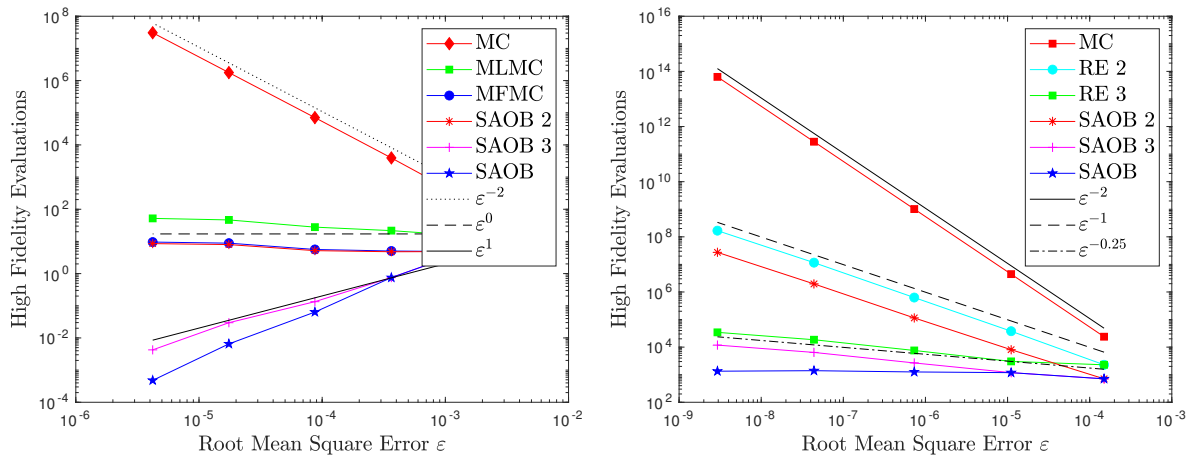 High Fidelity Evaluations
10^8
10^6
10^4
10^2
10^0
10^-2
10^-4
MC
MLMC
MFMC
SAOB 2
SAOB 3
SAOB
ε^-2
ε^0
ε^1
10^-6
10^-5
10^-4
10^-3
10^-2
Root Mean Square Error ε
High Fidelity Evaluations
10^16
10^14
10^12
10^10
10^8
10^6
10^4
10^2
MC
RE 2
RE 3
SAOB 2
SAOB 3
SAOB
ε^-2
ε^-1
ε^-0.25
10^-9
10^-8
10^-7
10^-6
10^-5
10^-4
10^-3
Root Mean Square Error ε